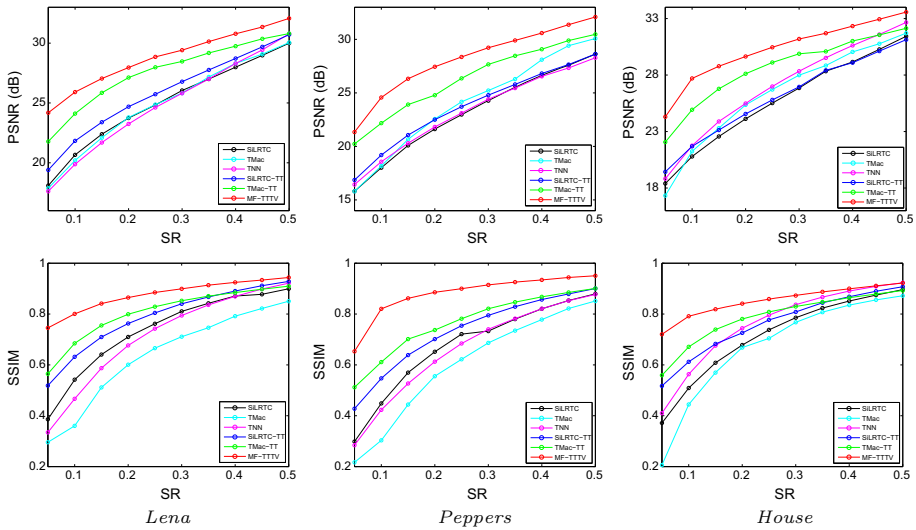 PSNR (dB)
30
25
20
0.1 0.2 0.3 0.4 0.5
SR
SiLRTC
TMac
TNN
SiLRTC-TT
TMac-TT
MF-TTTV
PSNR (dB)
30
25
20
15
0.1 0.2 0.3 0.4 0.5
SR
SiLRTC
TMac
TNN
SiLRTC-TT
TMac-TT
MF-TTTV
PSNR (dB)
33
28
23
18
0.1 0.2 0.3 0.4 0.5
SR
SiLRTC
TMac
TNN
SiLRTC-TT
TMac-TT
MF-TTTV
SSIM
1
0.8
0.6
0.4
0.2
0.1 0.2 0.3 0.4 0.5
SR
SiLRTC
TMac
TNN
SiLRTC-TT
TMac-TT
MF-TTTV
Lena
SSIM
1
0.8
0.6
0.4
0.2
0.1 0.2 0.3 0.4 0.5
SR
SiLRTC
TMac
TNN
SiLRTC-TT
TMac-TT
MF-TTTV
Peppers
SSIM
1
0.8
0.6
0.4
0.2
0.1 0.2 0.3 0.4 0.5
SR
SiLRTC
TMac
TNN
SiLRTC-TT
TMac-TT
MF-TTTV
House